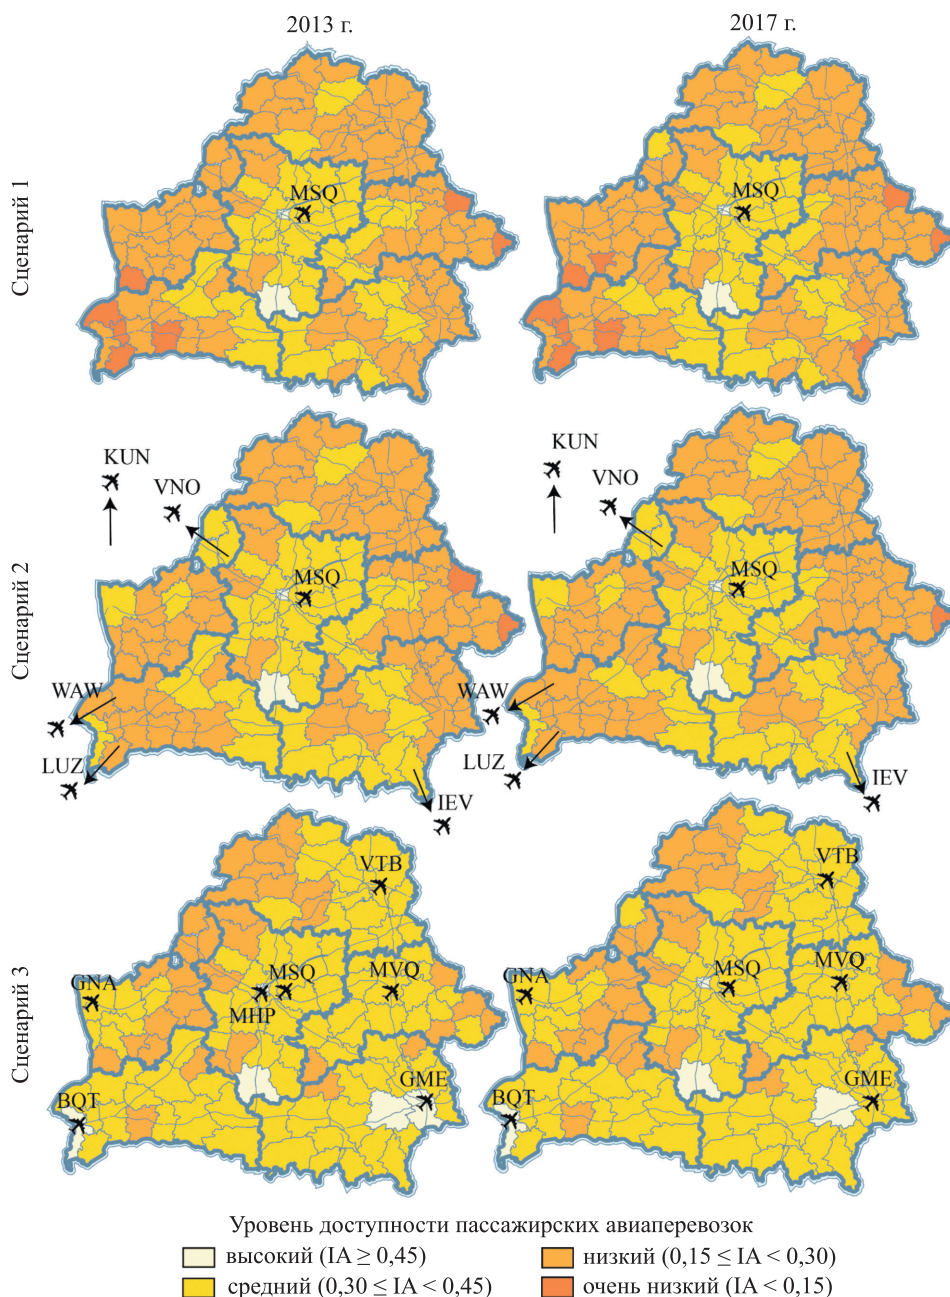 2013 г.
2017 г.
Сценарий 1
MSQ
MSQ
Сценарий 2
KUN
VNO
MSQ
WAW
LUZ
IEV
KUN
VNO
MSQ
WAW
LUZ
IEV
Сценарий 3
VTB
GNA
MSQ
MVQ
MHP
GME
BQT
VTB
GNA
MSQ
MVQ
GME
BQT
Уровень доступности пассажирских авиаперевозок
высокий (IA ≥ 0,45)
низкий (0,15 ≤ IA < 0,30)
средний (0,30 ≤ IA < 0,45)
очень низкий (IA < 0,15)